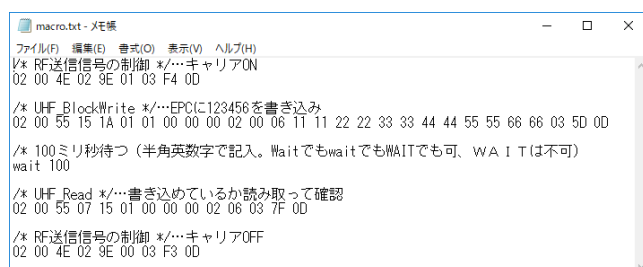 macro.txt - メモ帳
ファイル(F) 編集(E) 書式(O) 表示(V) ヘルプ(H)
/* RF送信信号の制御 */…キャリアON
02 00 4E 02 9E 01 03 F4 0D
/* UHF_BlockWrite */…EPCに123456を書き込み
02 00 55 15 1A 01 01 00 00 00 02 00 06 11 11 22 22 33 33 44 44 55 55 66 66 03 5D 0D
/* 100ミリ秒待つ（半角英数字で記入。WaitでもwaitでもWAITでも可、ＷＡＩＴは不可）
wait 100
/* UHF_Read */…書き込めているか読み取って確認
02 00 55 07 15 01 00 00 00 02 06 03 7F 0D
/* RF送信信号の制御 */…キャリアOFF
02 00 4E 02 9E 00 03 F3 0D